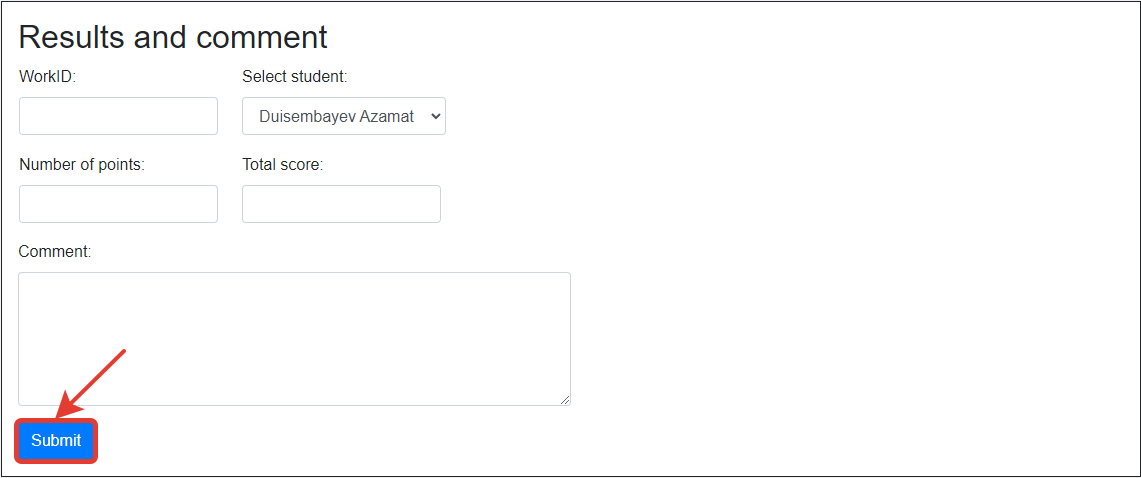 Results and comment
WorkID: Select student:
Duisembayev Azamat
Number of points: Total score:
Comment:
Submit